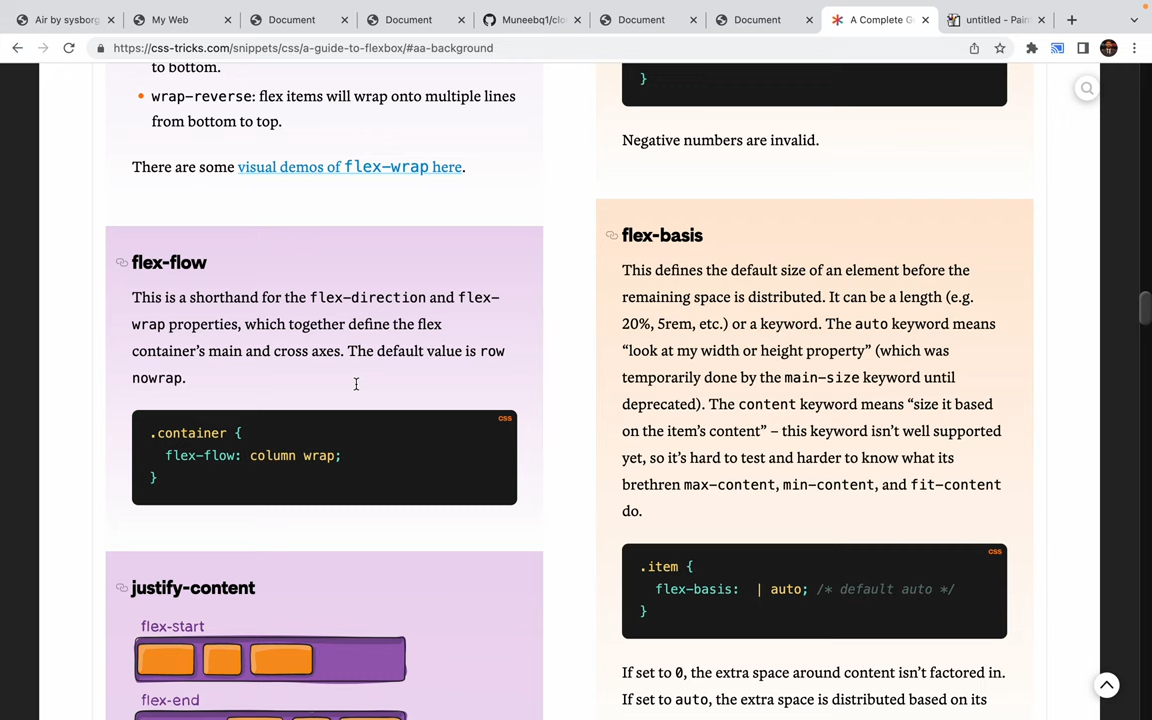 Air by sysborg
My Web
Document
Document
Muneebq1/clo
Document
Document
A Complete G
untitled - Pain
https://css-tricks.com/snippets/css/a-guide-to-flexbox/#aa-background
to bottom.
wrap-reverse: flex items will wrap onto multiple lines
from bottom to top.
There are some visual demos of flex-wrap here.
flex-flow
This is a shorthand for the flex-direction and flex-
wrap properties, which together define the flex
container's main and cross axes. The default value is row
nowrap.
CSS
.container {
flex-flow: column wrap;
}
justify-content
flex-start
flex-end
}
Negative numbers are invalid.
flex-basis
This defines the default size of an element before the
remaining space is distributed. It can be a length (e.g.
20%, 5rem, etc.) or a keyword. The auto keyword means
“look at my width or height property” (which was
temporarily done by the main-size keyword until
deprecated). The content keyword means “size it based
on the item's content” – this keyword isn't well supported
yet, so it's hard to test and harder to know what its
brethren max-content, min-content, and fit-content
do.
CSS
.item {
flex-basis:  | auto; /* default auto */
}
If set to 0, the extra space around content isn't factored in.
If set to auto, the extra space is distributed based on its